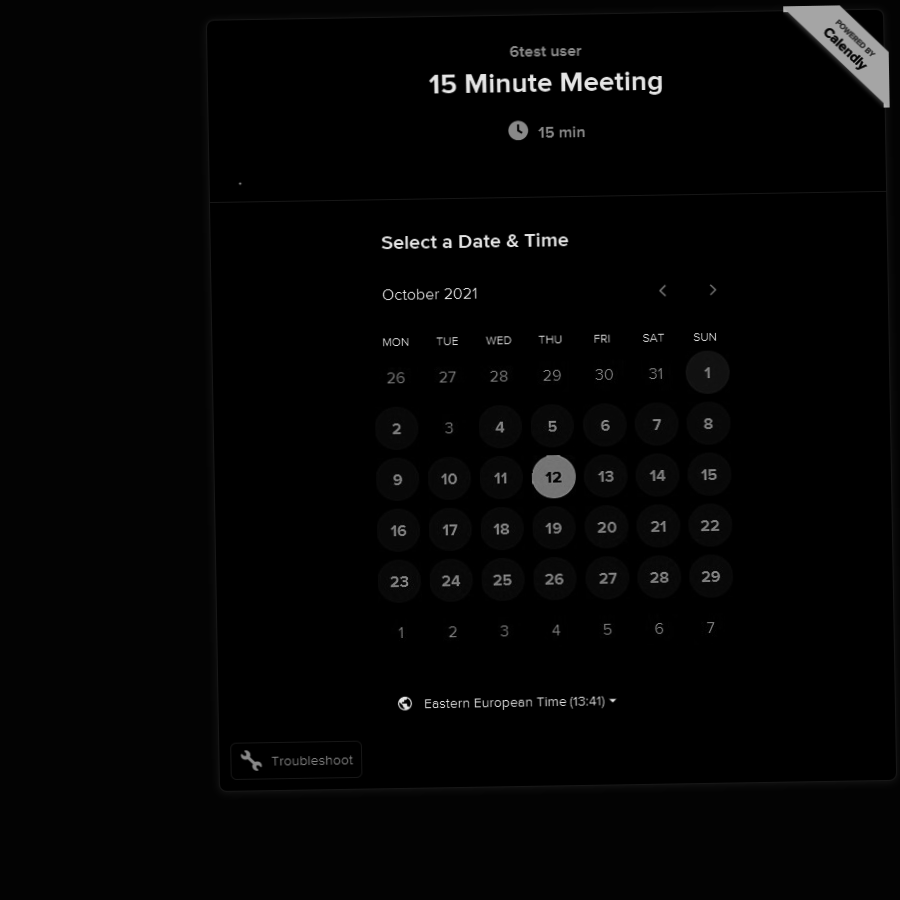 POWERED BY
Calendly
6test user
15 Minute Meeting
15 min
.
Select a Date & Time
October 2021
MON TUE WED THU FRI SAT SUN
26 27 28 29 30 31 1
2 3 4 5 6 7 8
9 10 11 12 13 14 15
16 17 18 19 20 21 22
23 24 25 26 27 28 29
1 2 3 4 5 6 7
Eastern European Time (13:41)
Troubleshoot